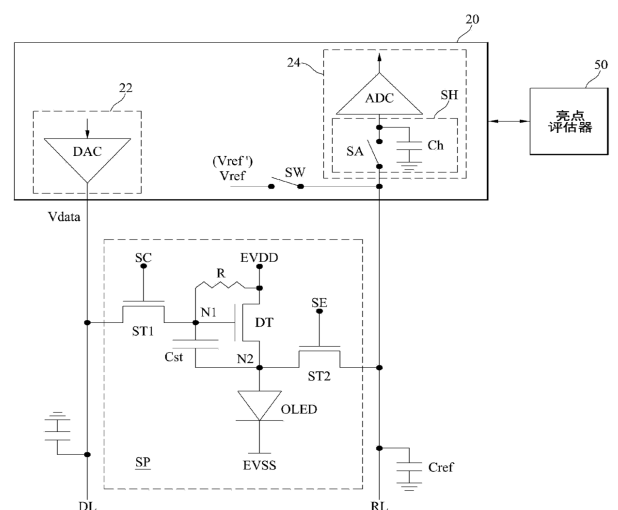 20
24
22
ADC
SH
50
亮点
评估器
DAC
SA
Ch
(Vref')
Vref
SW
Vdata
SC
R
EVDD
SE
N1
DT
ST1
Cst
N2
ST2
OLED
EVSS
SP
Cref
DL
RL